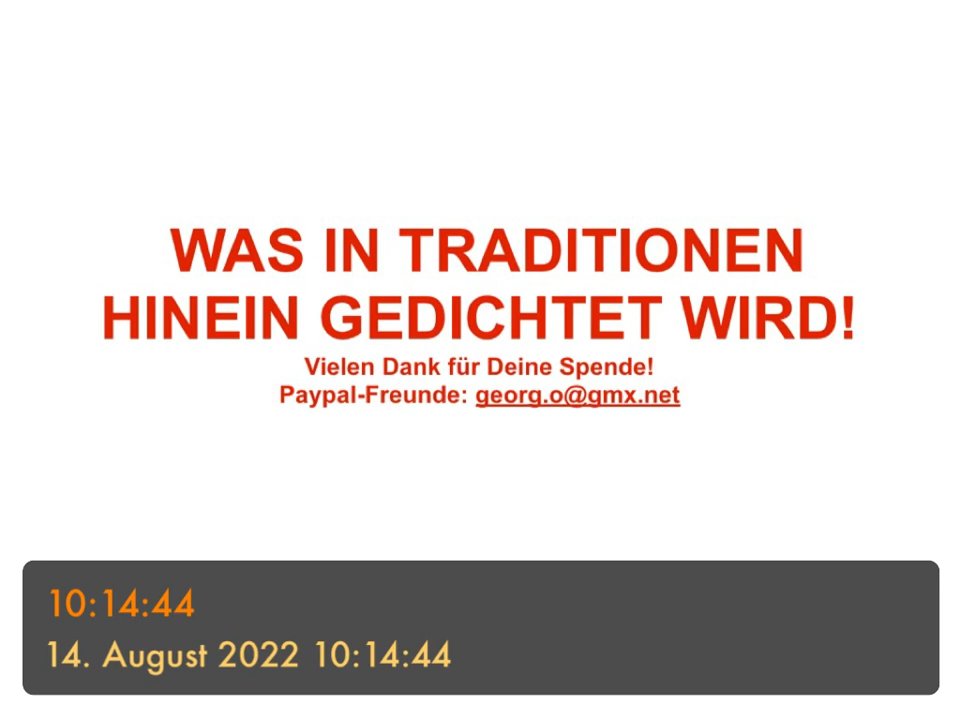 WAS IN TRADITIONEN
HINEIN GEDICHTET WIRD!
Vielen Dank für Deine Spende!
Paypal-Freunde: georg.o@gmx.net
10:14:44
14. August 2022 10:14:44